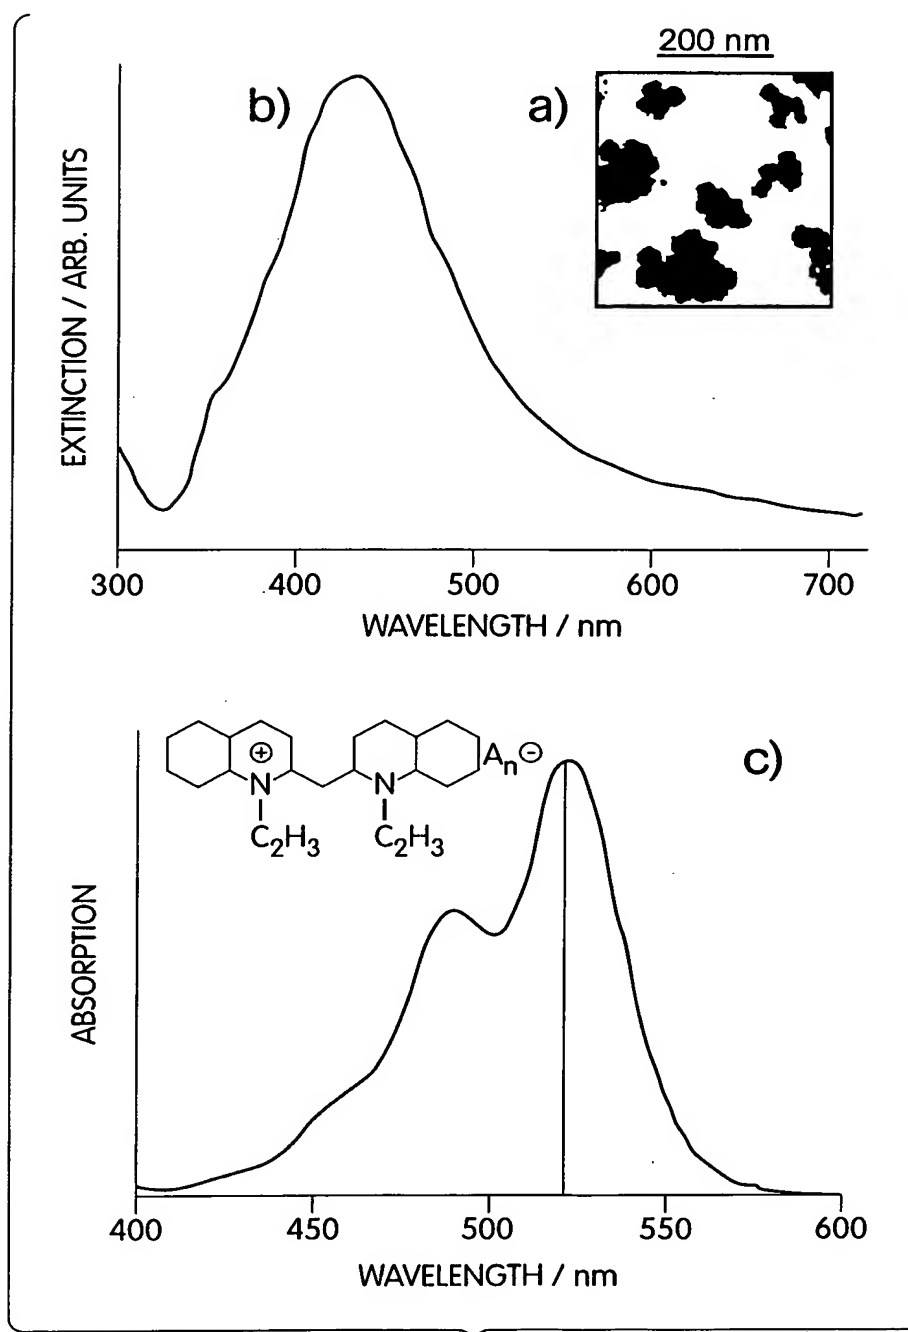 200 nm
b)
a)
EXTINCTION / ARB. UNITS
300
400
500
600
700
WAVELENGTH / nm
c)
⊕
N
N
C₂H₃
C₂H₃
Aₙ⊖
ABSORPTION
400
450
500
550
600
WAVELENGTH / nm